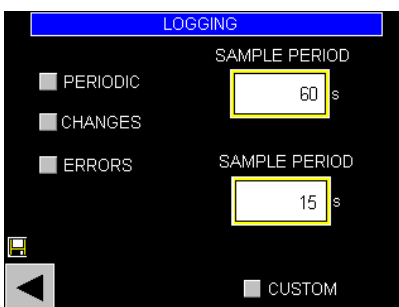 LOGGING
SAMPLE PERIOD
PERIODIC
60 s
CHANGES
ERRORS
SAMPLE PERIOD
15 s
CUSTOM